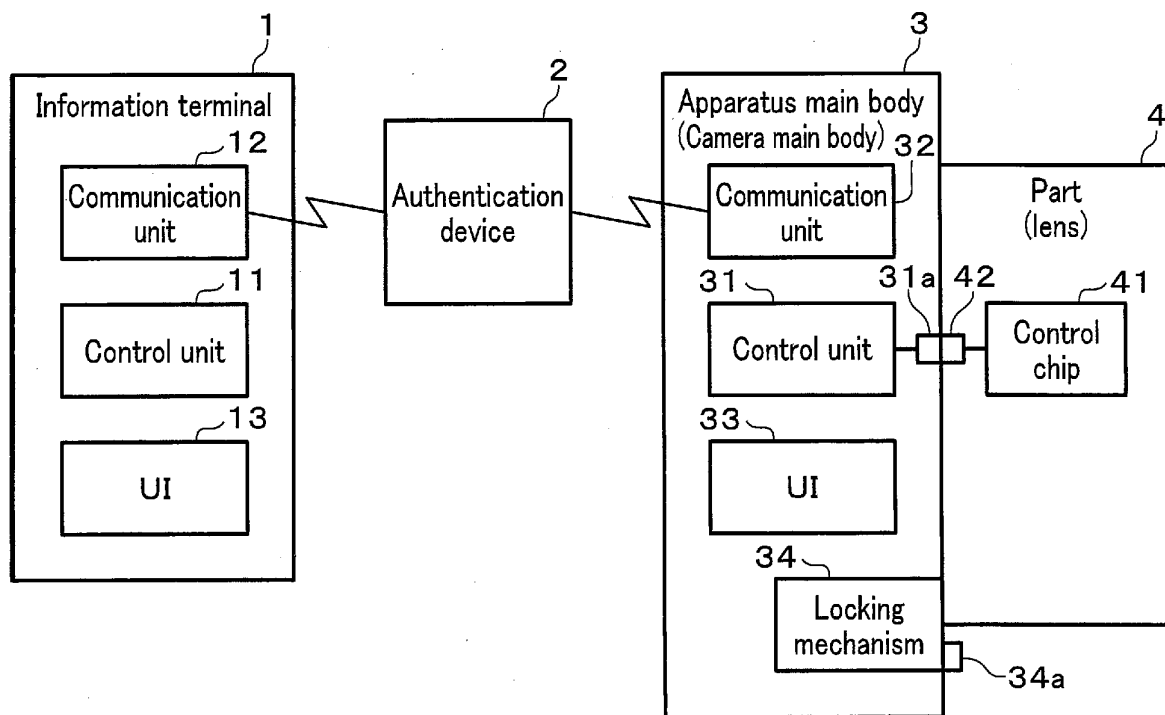 1
Information terminal
12
Communication
unit
11
Control unit
13
UI
2
Authentication
device
3
Apparatus main body
(Camera main body)
32
Communication
unit
31
31a
Control unit
33
UI
34
Locking
mechanism
34a
4
Part
(lens)
42
41
Control
chip